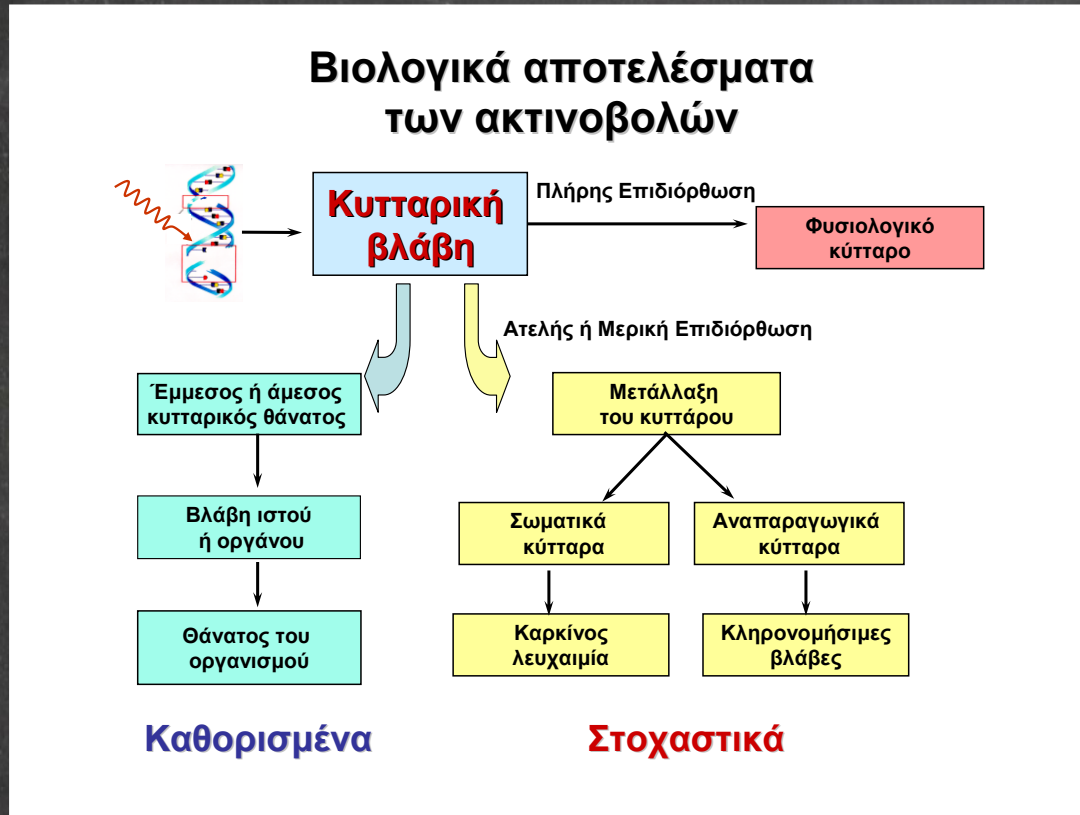 Βιολογικά αποτελέσματα
των ακτινοβολών
Κυτταρική
βλάβη
Πλήρης Επιδιόρθωση
Φυσιολογικό
κύτταρο
Ατελής ή Μερική Επιδιόρθωση
Έμμεσος ή άμεσος
κυτταρικός θάνατος
Μετάλλαξη
του κυττάρου
Βλάβη ιστού
ή οργάνου
Σωματικά
κύτταρα
Αναπαραγωγικά
κύτταρα
Θάνατος του
οργανισμού
Καρκίνος
λευχαιμία
Κληρονομήσιμες
βλάβες
Καθορισμένα
Στοχαστικά